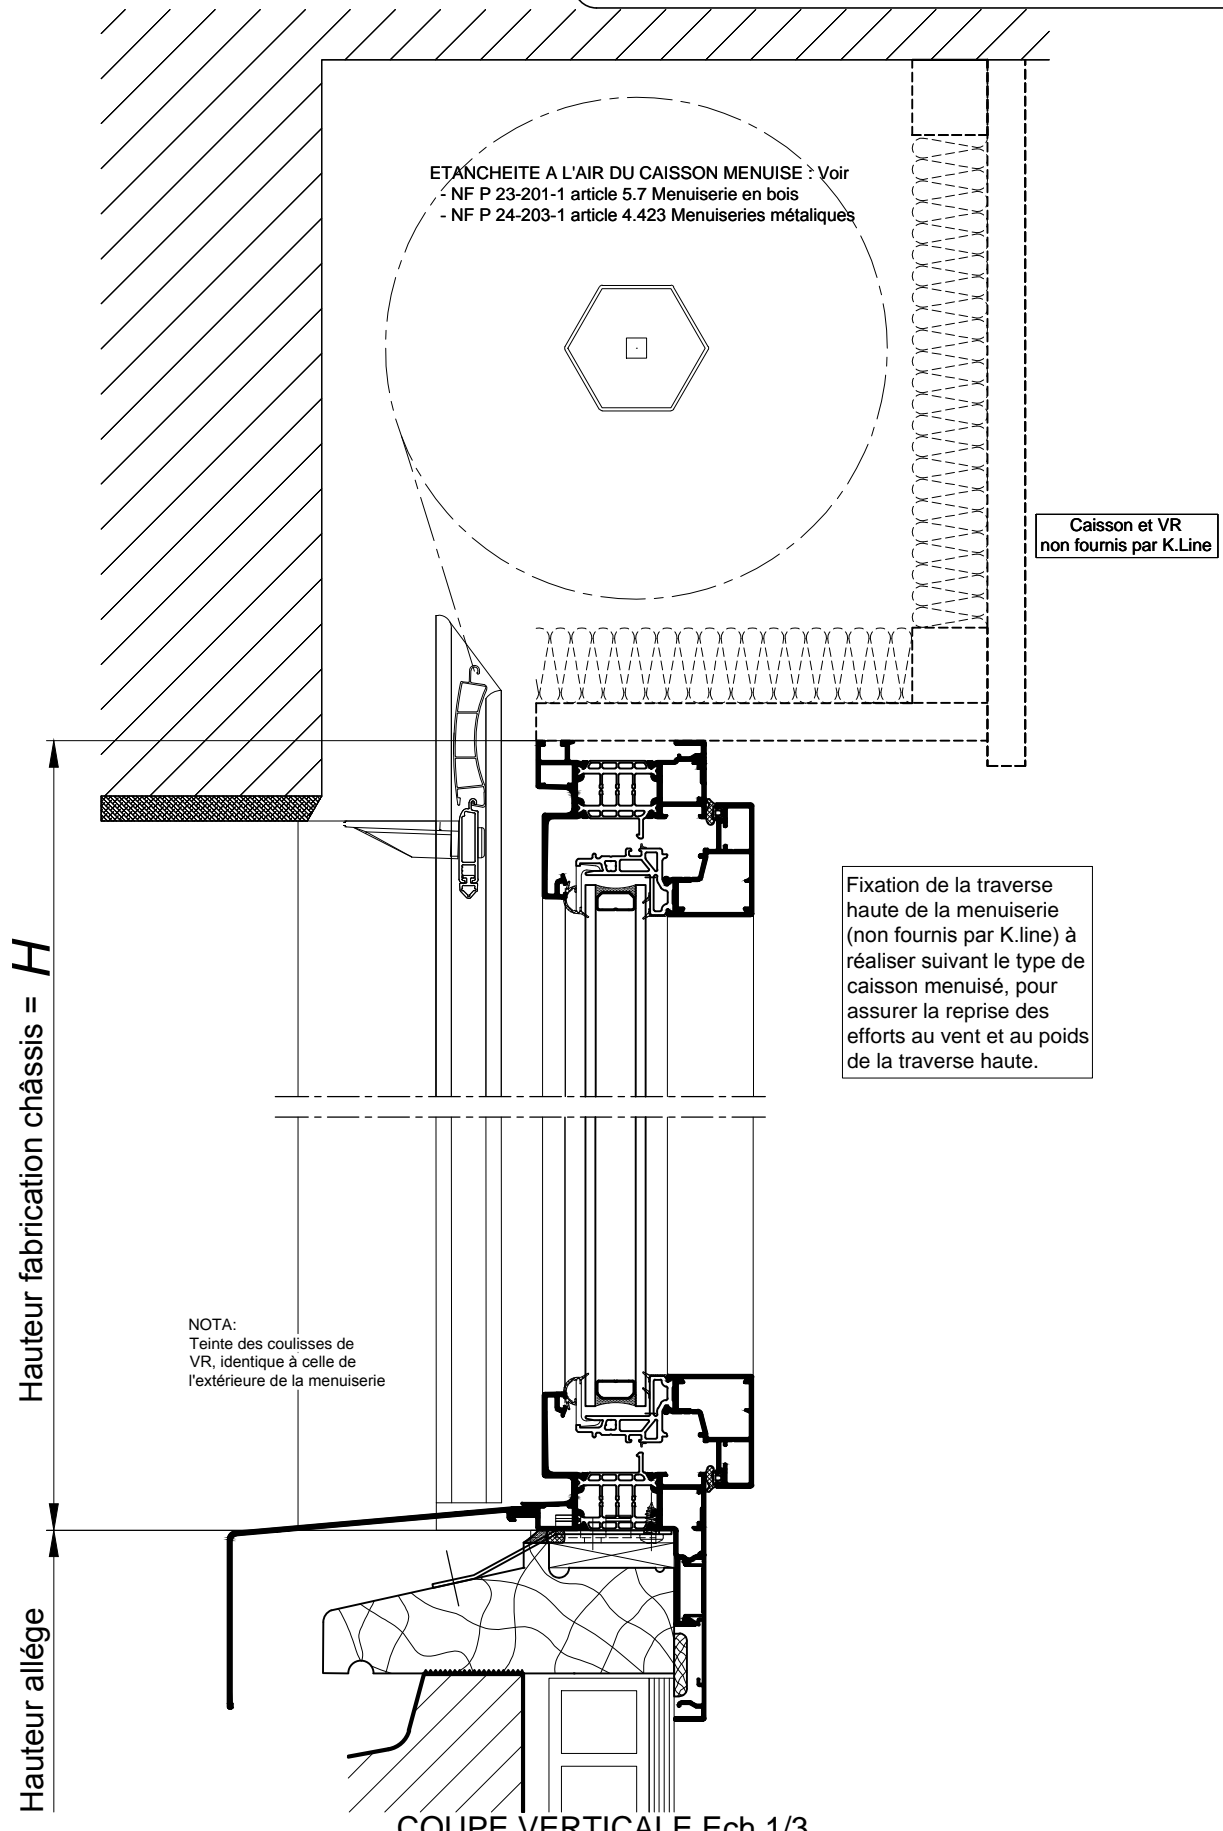 ETANCHEITE A L'AIR DU CAISSON MENUISE : Voir
- NF P 23-201-1 article 5.7 Menuiserie en bois
- NF P 24-203-1 article 4.423 Menuiseries métaliques
Caisson et VR
non fournis par K.Line
Fixation de la traverse
haute de la menuiserie
(non fournis par K.line) à
réaliser suivant le type de
caisson menuisé, pour
assurer la reprise des
efforts au vent et au poids
de la traverse haute.
Hauteur fabrication châssis = H
NOTA:
Teinte des coulisses de
VR, identique à celle de
l'extérieure de la menuiserie
Hauteur allége
COUPE VERTICALE Ech 1/3